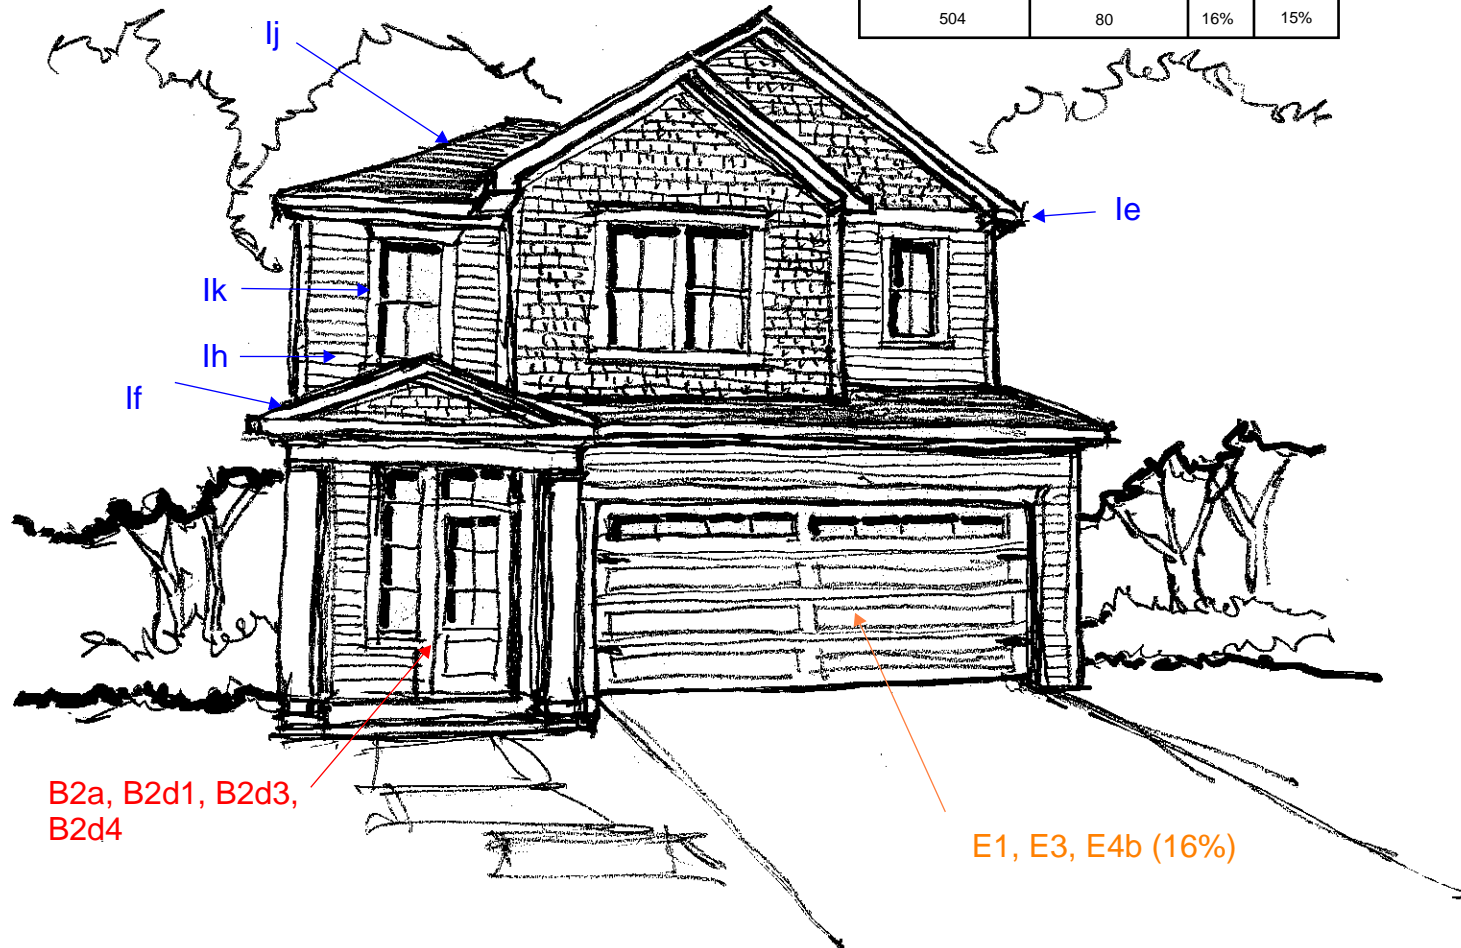 504 80 16% 15%
Ij
Ie
Ik
Ih
If
B2a, B2d1, B2d3,
B2d4
E1, E3, E4b (16%)